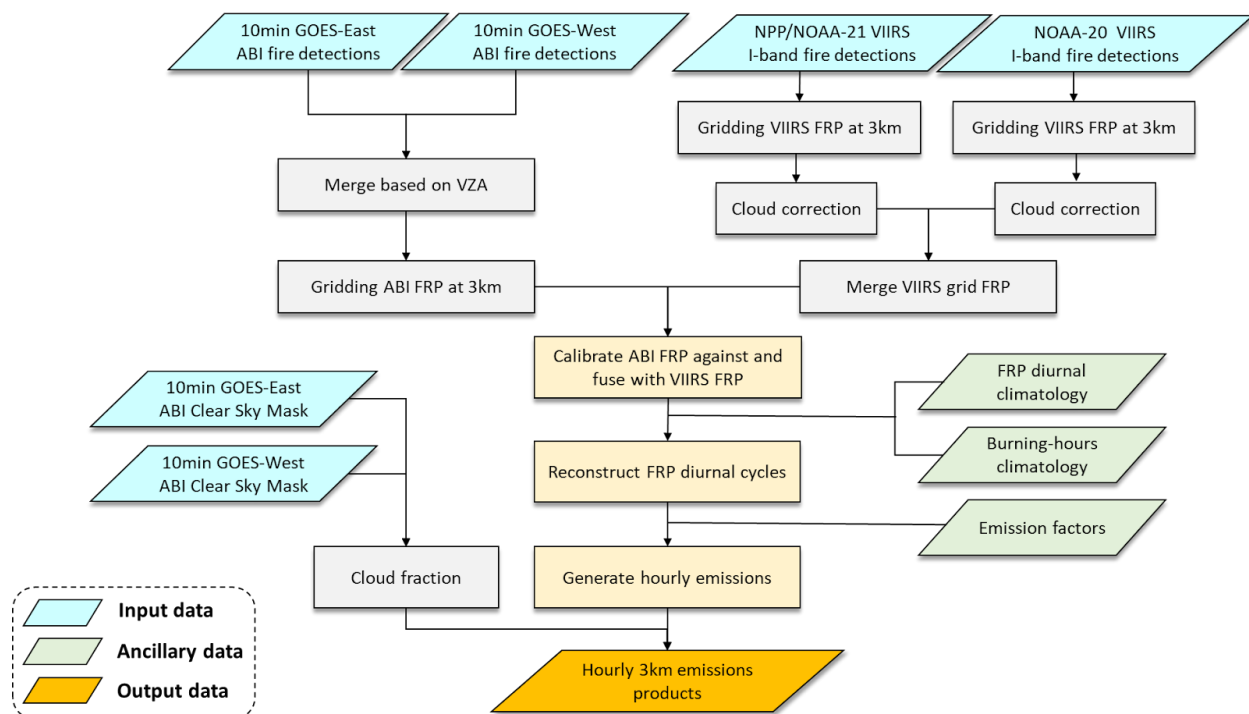 10min GOES-East
ABI fire detections
10min GOES-West
ABI fire detections
NPP/NOAA-21 VIIRS
I-band fire detections
NOAA-20 VIIRS
I-band fire detections
Gridding VIIRS FRP at 3km
Gridding VIIRS FRP at 3km
Merge based on VZA
Cloud correction
Cloud correction
Gridding ABI FRP at 3km
Merge VIIRS grid FRP
Calibrate ABI FRP against and
fuse with VIIRS FRP
FRP diurnal
climatology
10min GOES-East
ABI Clear Sky Mask
Burning-hours
climatology
10min GOES-West
ABI Clear Sky Mask
Reconstruct FRP diurnal cycles
Emission factors
Cloud fraction
Generate hourly emissions
Input data
Ancillary data
Output data
Hourly 3km emissions
products